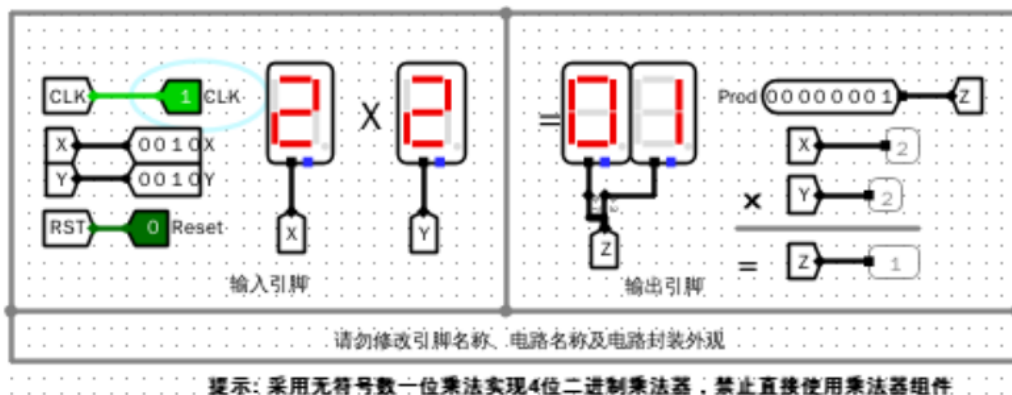 CLK 1 CLK
X 0010 X
Y 0010 Y
RST 0 Reset
2 X 2
X Y
输入引脚
= 01
Z
Prod 00000001 Z
X 2
× Y 2
= Z 1
输出引脚
请勿修改引脚名称、电路名称及电路封装外观
提示:采用无符号数一位乘法实现4位二进制乘法器,禁止直接使用乘法器组件